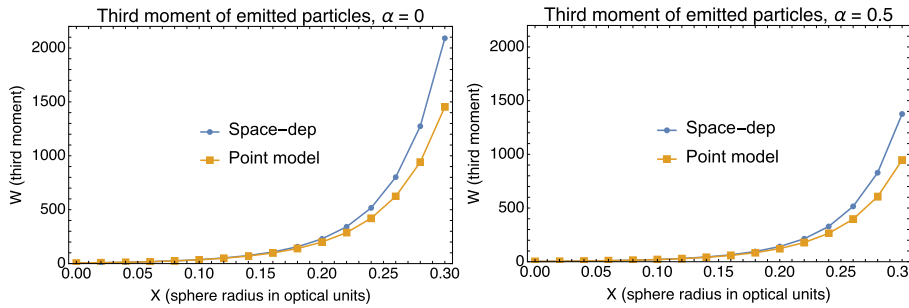 Third moment of emitted particles, α = 0
W (third moment)
2000
1500
1000
500
0
Space-dep
Point model
0.00 0.05 0.10 0.15 0.20 0.25 0.30
X (sphere radius in optical units)
Third moment of emitted particles, α = 0.5
W (third moment)
2000
1500
1000
500
0
Space-dep
Point model
0.00 0.05 0.10 0.15 0.20 0.25 0.3
X (sphere radius in optical units)